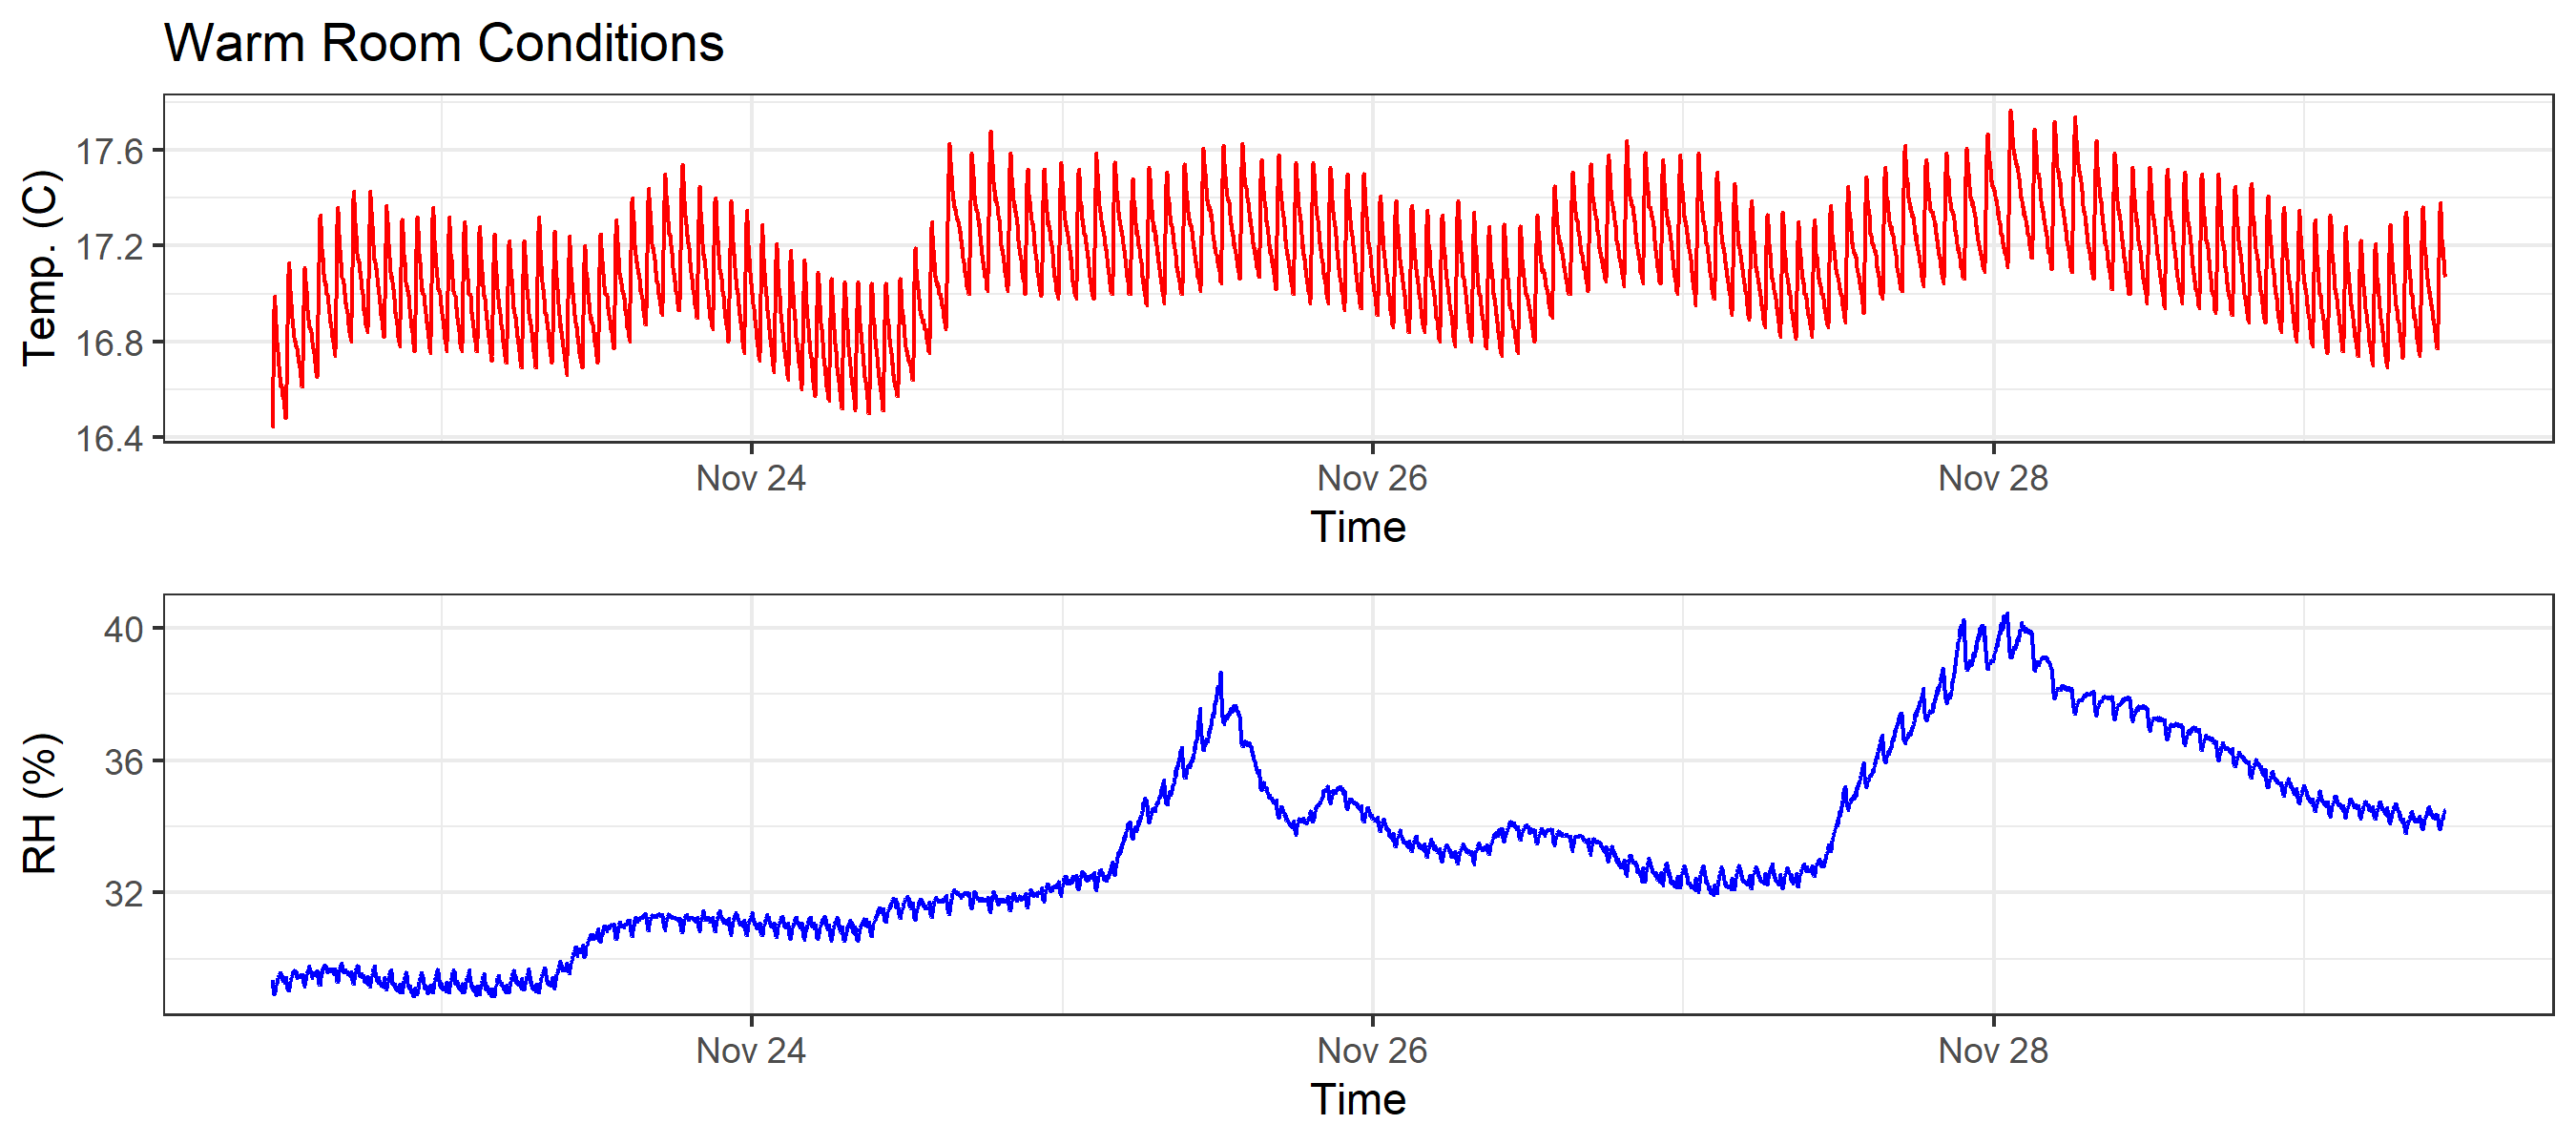 Warm Room Conditions
Temp. (C)
17.6
17.2
16.8
16.4
Nov 24 Nov 26 Nov 28
Time
RH (%)
40
36
32
Nov 24 Nov 26 Nov 28
Time